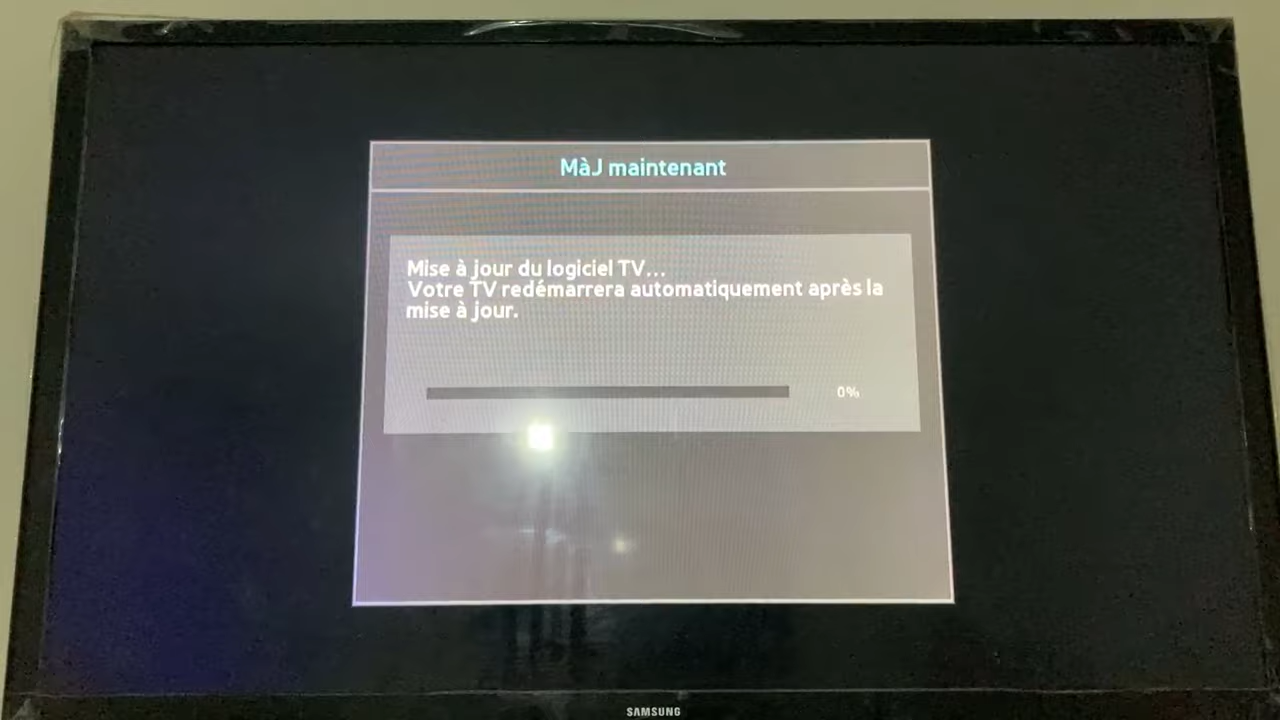 MàJ maintenant
Mise à jour du logiciel TV...
Votre TV redémarrera automatiquement après la
mise à jour.
0%
SAMSUNG